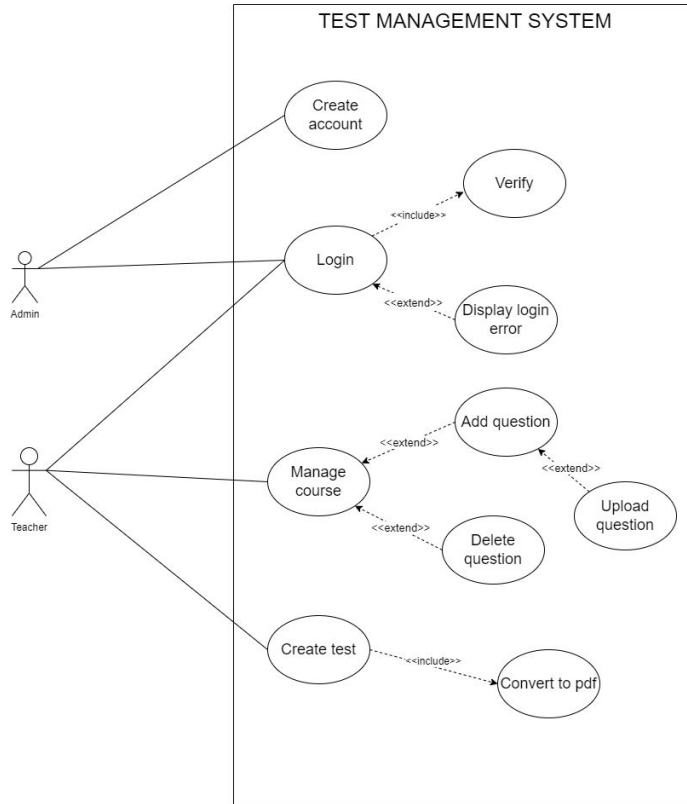 TEST MANAGEMENT SYSTEM
Create
account
Verify
<<include>>
Login
Admin
<<extend>>
Display login
error
Add question
<<extend>>
<<extend>>
Manage
course
Upload
question
Teacher
<<extend>>
Delete
question
Create test
<<include>>
Convert to pdf